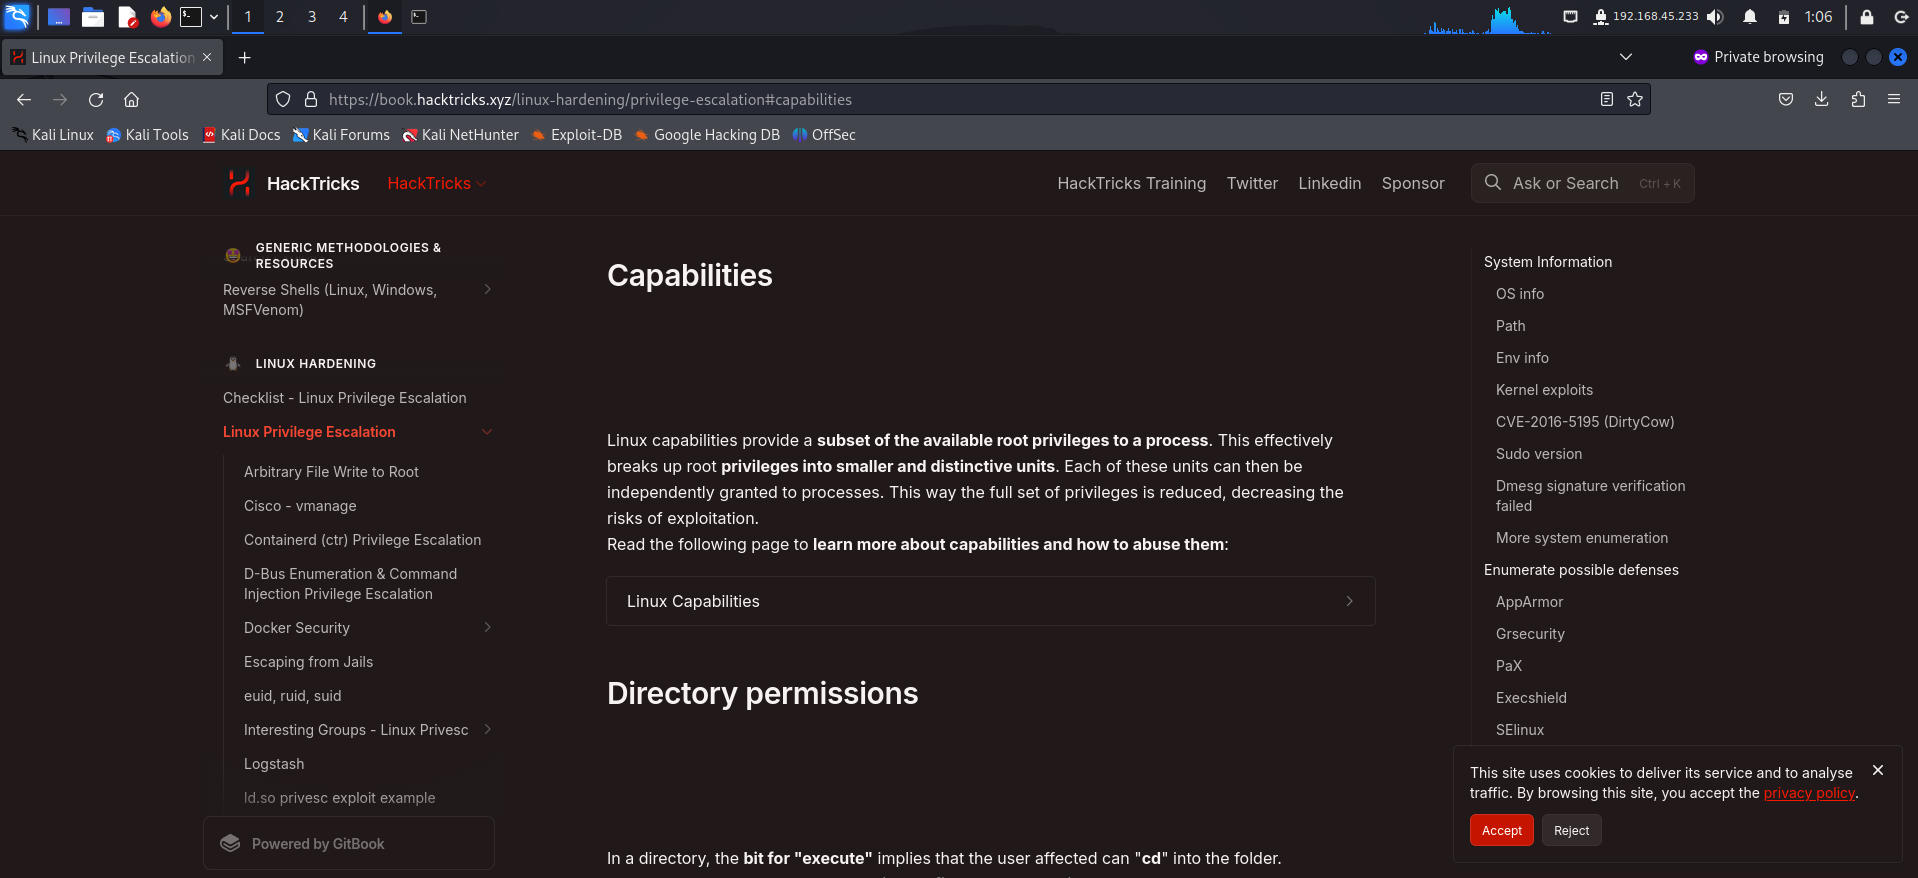 1 2 3 4
192.168.45.233
1:06
Linux Privilege Escalation
Private browsing
https://book.hacktricks.xyz/linux-hardening/privilege-escalation#capabilities
Kali Linux Kali Tools Kali Docs Kali Forums Kali NetHunter Exploit-DB Google Hacking DB OffSec
HackTricks
HackTricks
HackTricks Training Twitter Linkedin Sponsor
Ask or Search Ctrl + K
GENERIC METHODOLOGIES &
RESOURCES
Reverse Shells (Linux, Windows,
MSFVenom)
LINUX HARDENING
Checklist - Linux Privilege Escalation
Linux Privilege Escalation
Arbitrary File Write to Root
Cisco - vmanage
Containerd (ctr) Privilege Escalation
D-Bus Enumeration & Command
Injection Privilege Escalation
Docker Security
Escaping from Jails
euid, ruid, suid
Interesting Groups - Linux Privesc
Logstash
ld.so privesc exploit example
Powered by GitBook
Capabilities
Linux capabilities provide a subset of the available root privileges to a process. This effectively
breaks up root privileges into smaller and distinctive units. Each of these units can then be
independently granted to processes. This way the full set of privileges is reduced, decreasing the
risks of exploitation.
Read the following page to learn more about capabilities and how to abuse them:
Linux Capabilities
Directory permissions
In a directory, the bit for "execute" implies that the user affected can "cd" into the folder.
System Information
OS info
Path
Env info
Kernel exploits
CVE-2016-5195 (DirtyCow)
Sudo version
Dmesg signature verification
failed
More system enumeration
Enumerate possible defenses
AppArmor
Grsecurity
PaX
Execshield
SElinux
This site uses cookies to deliver its service and to analyse
traffic. By browsing this site, you accept the privacy policy.
Accept Reject